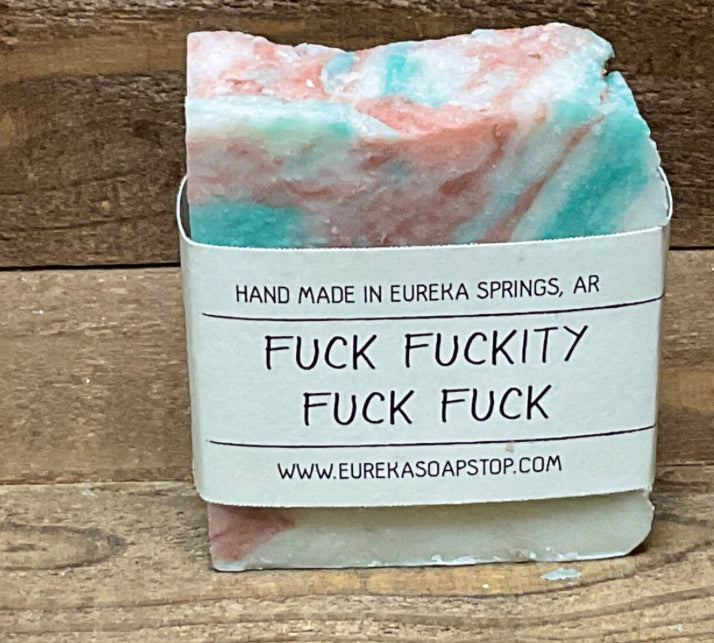 HAND MADE IN EUREKA SPRINGS, AR
FUCK FUCKITY
FUCK FUCK
WWW.EUREKASOAPSTOP.COM